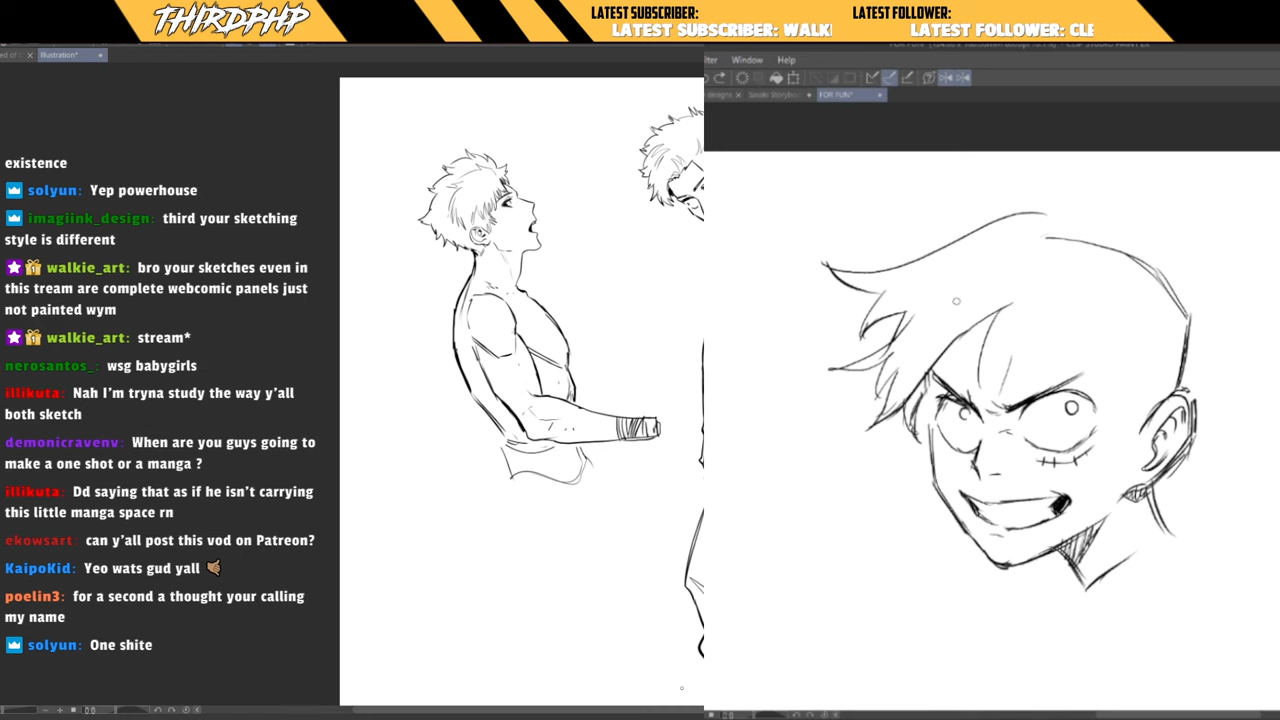 THIRDPHP
LATEST SUBSCRIBER:
LATEST SUBSCRIBER: WALK
LATEST FOLLOWER:
LATEST FOLLOWER: CLE
Illustration*
Window Help
designs
FOR FUN*
existence
solyun: Yep powerhouse
imagiink_design: third your sketching
style is different
walkie_art: bro your sketches even in
this tream are complete webcomic panels just
not painted wym
walkie_art: stream*
nerosantos_: wsg babygirls
illikuta: Nah I'm tryna study the way y'all
both sketch
demonicravenv: When are you guys going to
make a one shot or a manga ?
illikuta: Dd saying that as if he isn't carrying
this little manga space rn
ekowsart: can y'all post this vod on Patreon?
KaipoKid: Yeo wats gud yall
poelin3: for a second a thought your calling
my name
solyun: One shite